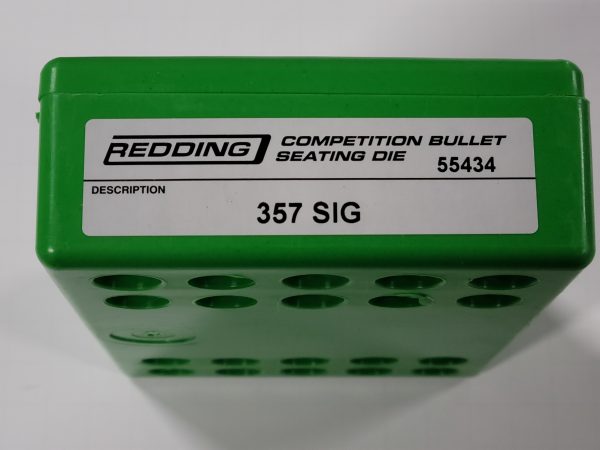 REDDING COMPETITION BULLET
SEATING DIE 55434
DESCRIPTION
357 SIG